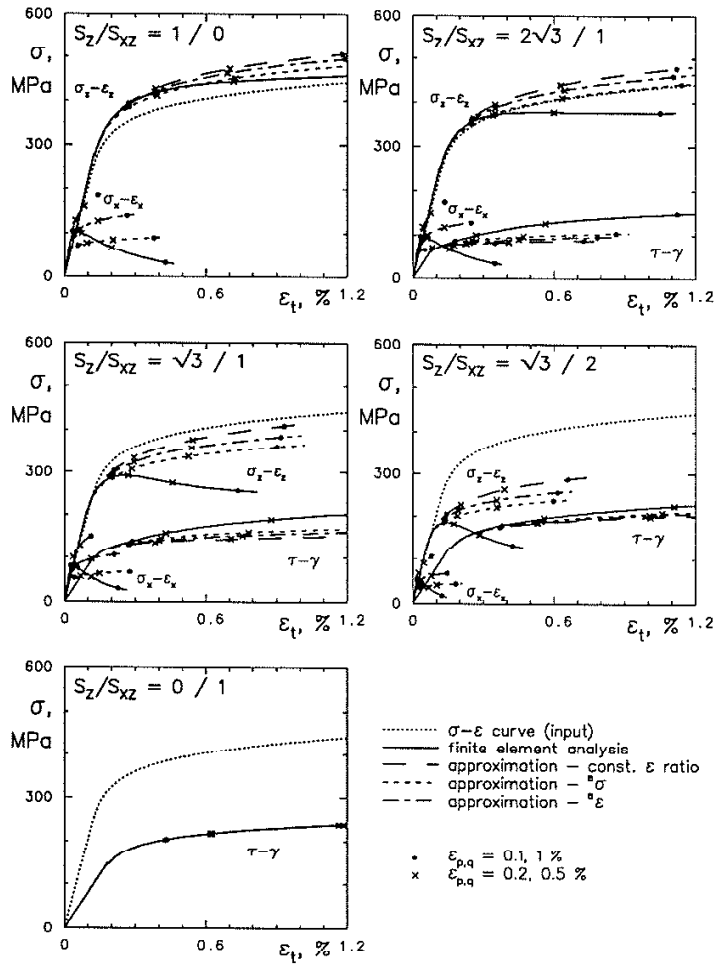 600
σ,
MPa
300
0
S_Z/S_XZ = 1 / 0
σ_z-ε_z
σ_x-ε_x
0
0.6
1.2
ε_t, %
600
σ,
MPa
300
0
S_Z/S_XZ = 2√3 / 1
σ_z-ε_z
σ_x-ε_x
τ-γ
0
0.6
1.2
ε_t, %
600
σ,
MPa
300
0
S_Z/S_XZ = √3 / 1
σ_z-ε_z
τ-γ
σ_x-ε_x
0
0.6
1.2
ε_t, %
600
σ,
MPa
300
0
S_Z/S_XZ = √3 / 2
σ_z-ε_z
τ-γ
σ_x-ε_x
0
0.6
1.2
ε_t, %
600
σ,
MPa
300
0
S_Z/S_XZ = 0 / 1
τ-γ
0
0.6
1.2
ε_t, %
σ-ε curve (input)
finite element analysis
approximation - const. ε ratio
approximation - ᴮσ
approximation - ᴮε
ε_p,q = 0.1, 1 %
ε_p,q = 0.2, 0.5 %